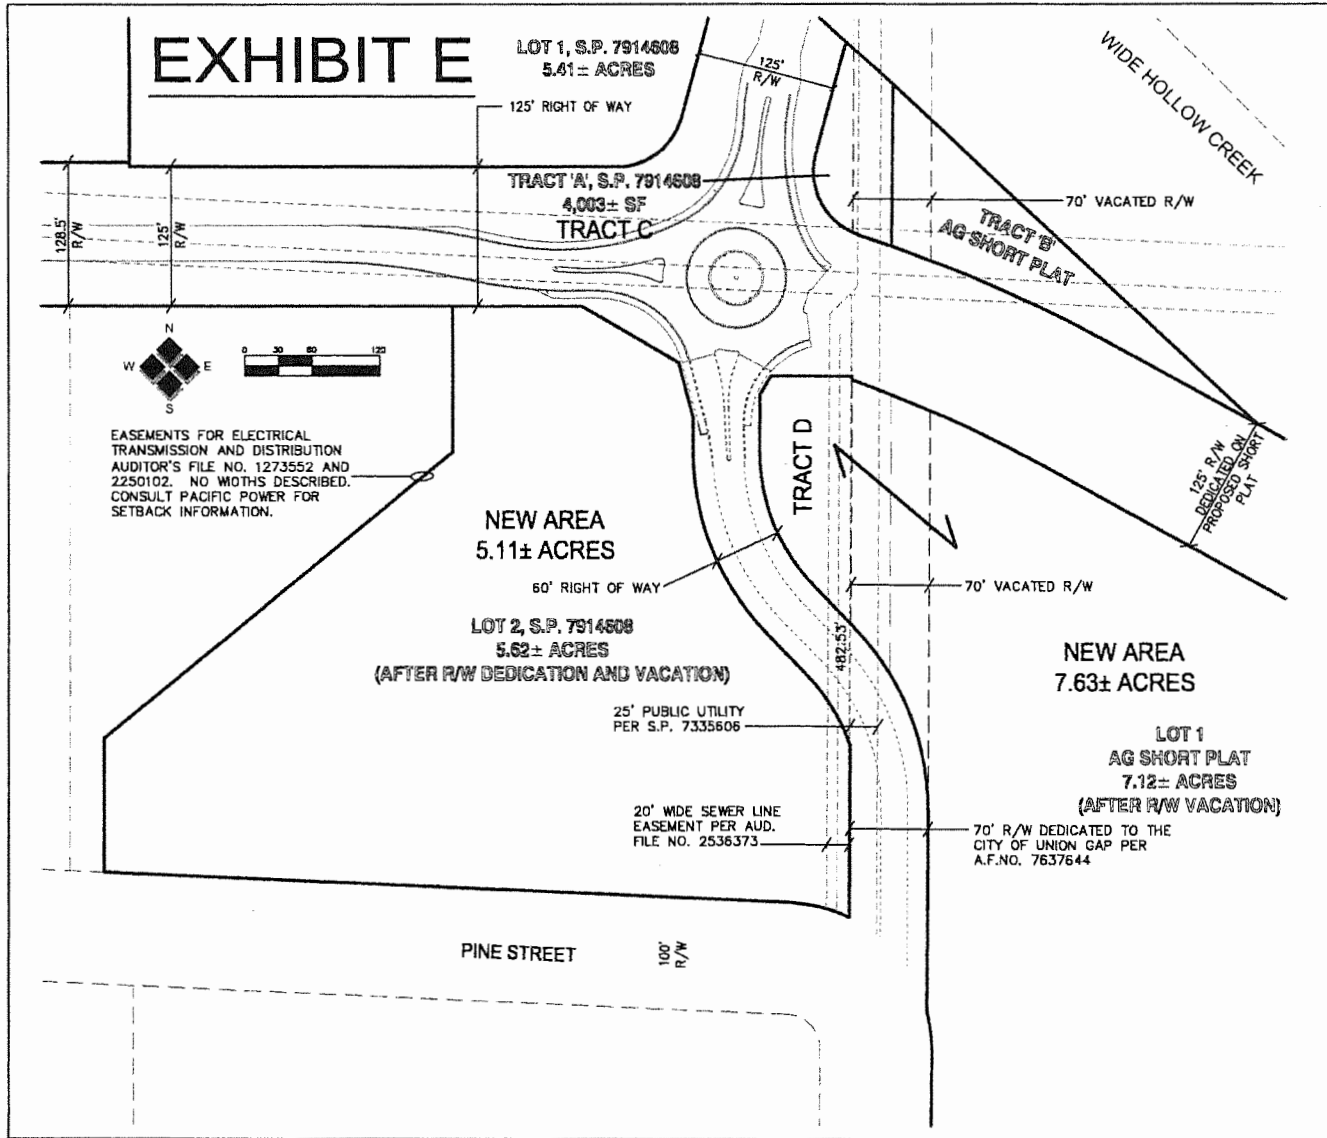 EXHIBIT E
LOT 1, S.P. 7914608
5.41± ACRES
125' RIGHT OF WAY
125'
R/W
WIDE HOLLOW CREEK
TRACT 'A', S.P. 7914608
4,003± SF
TRACT C
70' VACATED R/W
TRACT 'B'
AG SHORT PLAT
128.5'
R/W
125'
R/W
N
W E
S
0 30 60 120
EASEMENTS FOR ELECTRICAL
TRANSMISSION AND DISTRIBUTION
AUDITOR'S FILE NO. 1273552 AND
2250102. NO WIDTHS DESCRIBED.
CONSULT PACIFIC POWER FOR
SETBACK INFORMATION.
TRACT D
125' R/W
DEDICATED ON
PROPOSED SHORT
PLAT
NEW AREA
5.11± ACRES
60' RIGHT OF WAY
70' VACATED R/W
LOT 2, S.P. 7914608
5.62± ACRES
(AFTER R/W DEDICATION AND VACATION)
482.53'
NEW AREA
7.63± ACRES
25' PUBLIC UTILITY
PER S.P. 7335606
LOT 1
AG SHORT PLAT
7.12± ACRES
(AFTER R/W VACATION)
20' WIDE SEWER LINE
EASEMENT PER AUD.
FILE NO. 2536373
70' R/W DEDICATED TO THE
CITY OF UNION GAP PER
A.F.NO. 7637644
PINE STREET
100'
R/W